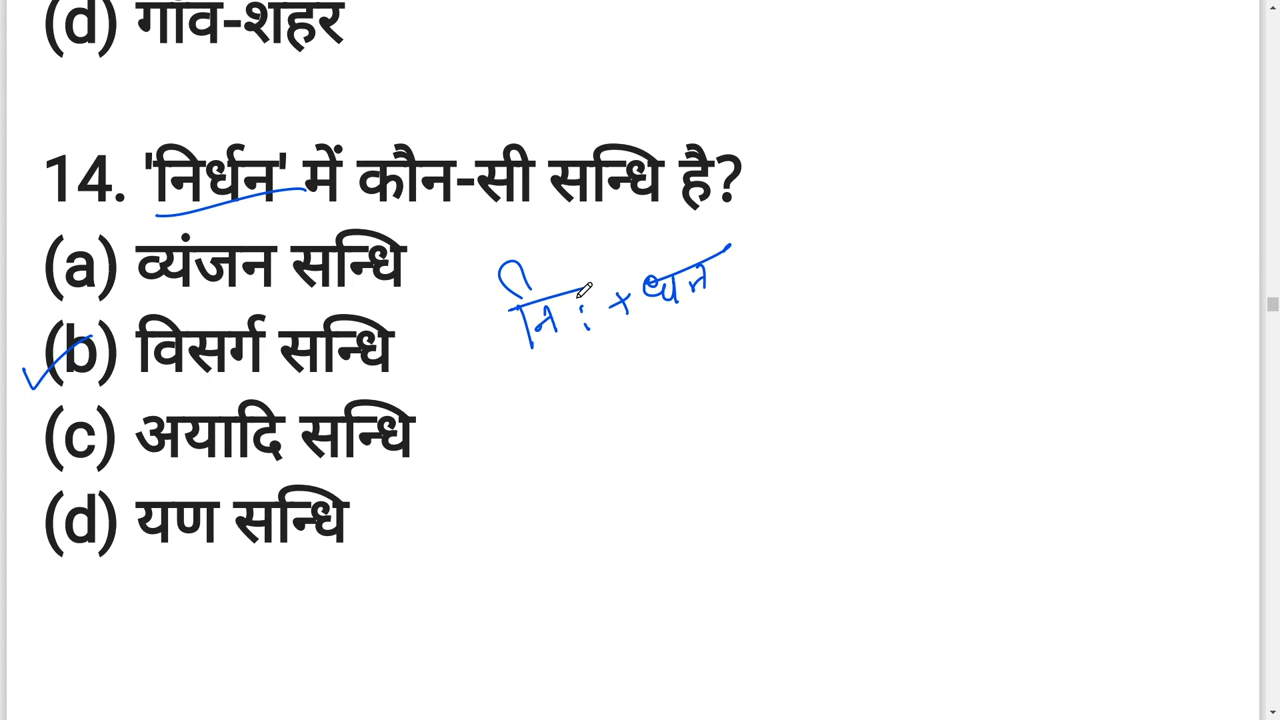 (d) गाँव-शहर
14. 'निर्धन' में कौन-सी सन्धि है?
(a) व्यंजन सन्धि
निः + धन
(b) विसर्ग सन्धि
(c) अयादि सन्धि
(d) यण सन्धि